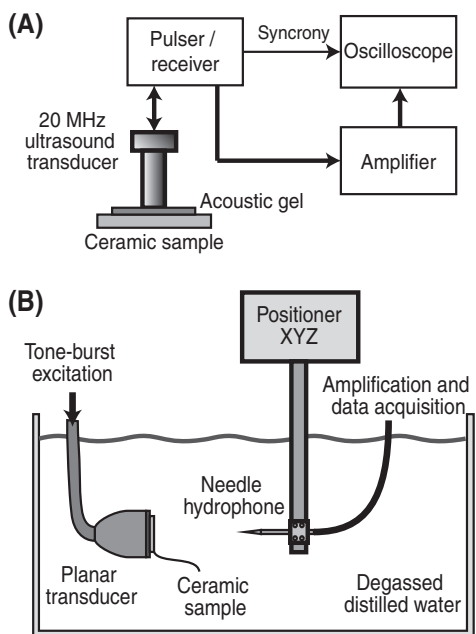 (A)
Pulser /
receiver
Syncrony
Oscilloscope
20 MHz
ultrasound
transducer
Amplifier
Acoustic gel
Ceramic sample
(B)
Positioner
XYZ
Tone-burst
excitation
Amplification and
data acquisition
Needle
hydrophone
Planar
transducer
Ceramic
sample
Degassed
distilled water